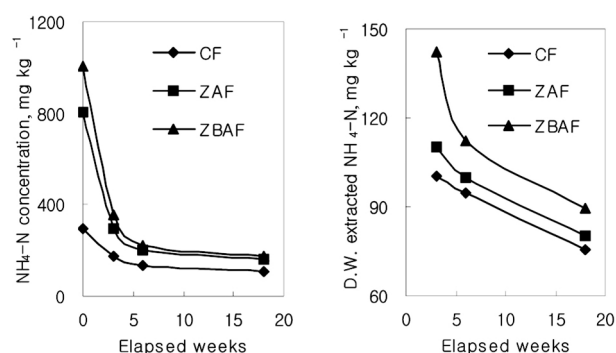 NH₄-N concentration, mg kg ⁻¹
1200
800
400
0
CF
ZAF
ZBAF
0
5
10
15
20
Elapsed weeks
D.W. extracted NH ₄-N, mg kg ⁻¹
150
120
90
60
CF
ZAF
ZBAF
0
5
10
15
20
Elapsed weeks